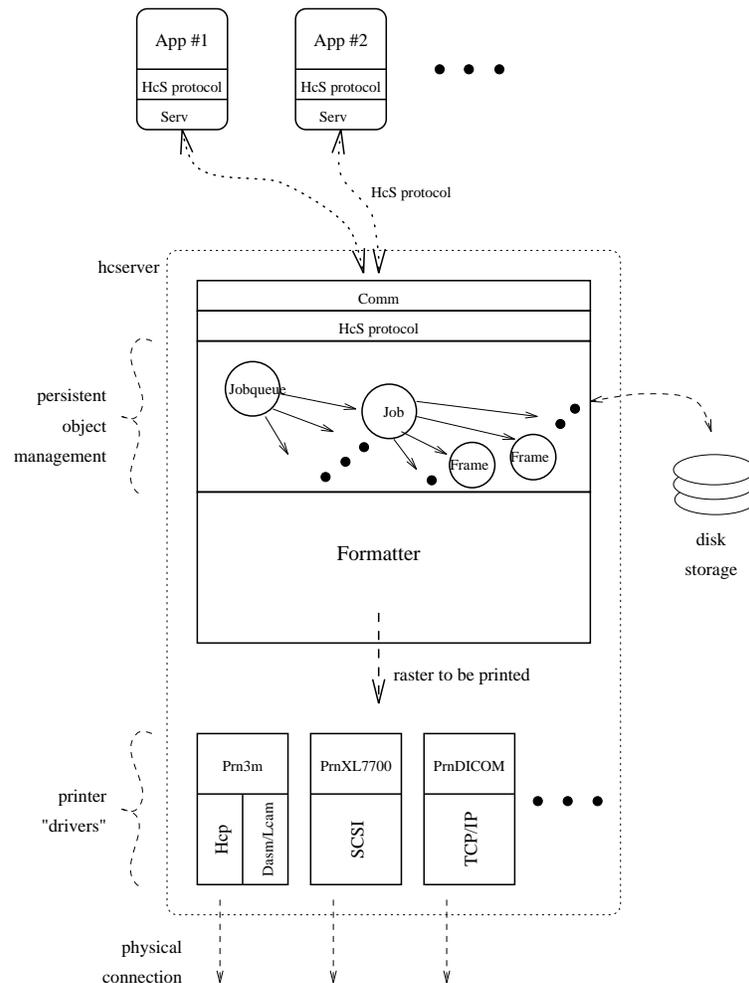 App #1
App #2
HcS protocol
HcS protocol
Serv
Serv
HcS protocol
hcserver
Comm
HcS protocol
persistent
object
management
Jobqueue
Job
Frame
Frame
disk
storage
Formatter
raster to be printed
Prn3m
PrnXL7700
PrnDICOM
printer
"drivers"
Hcp
Dasm/Lcam
SCSI
TCP/IP
physical
connection